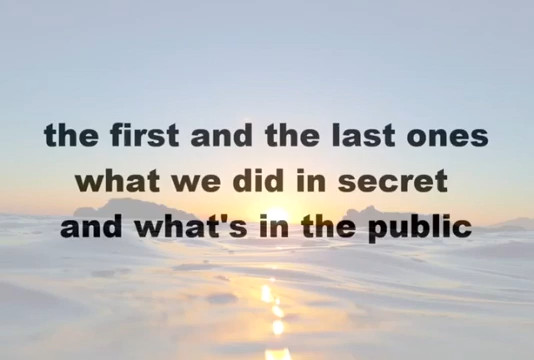 the first and the last ones
what we did in secret
and what's in the public